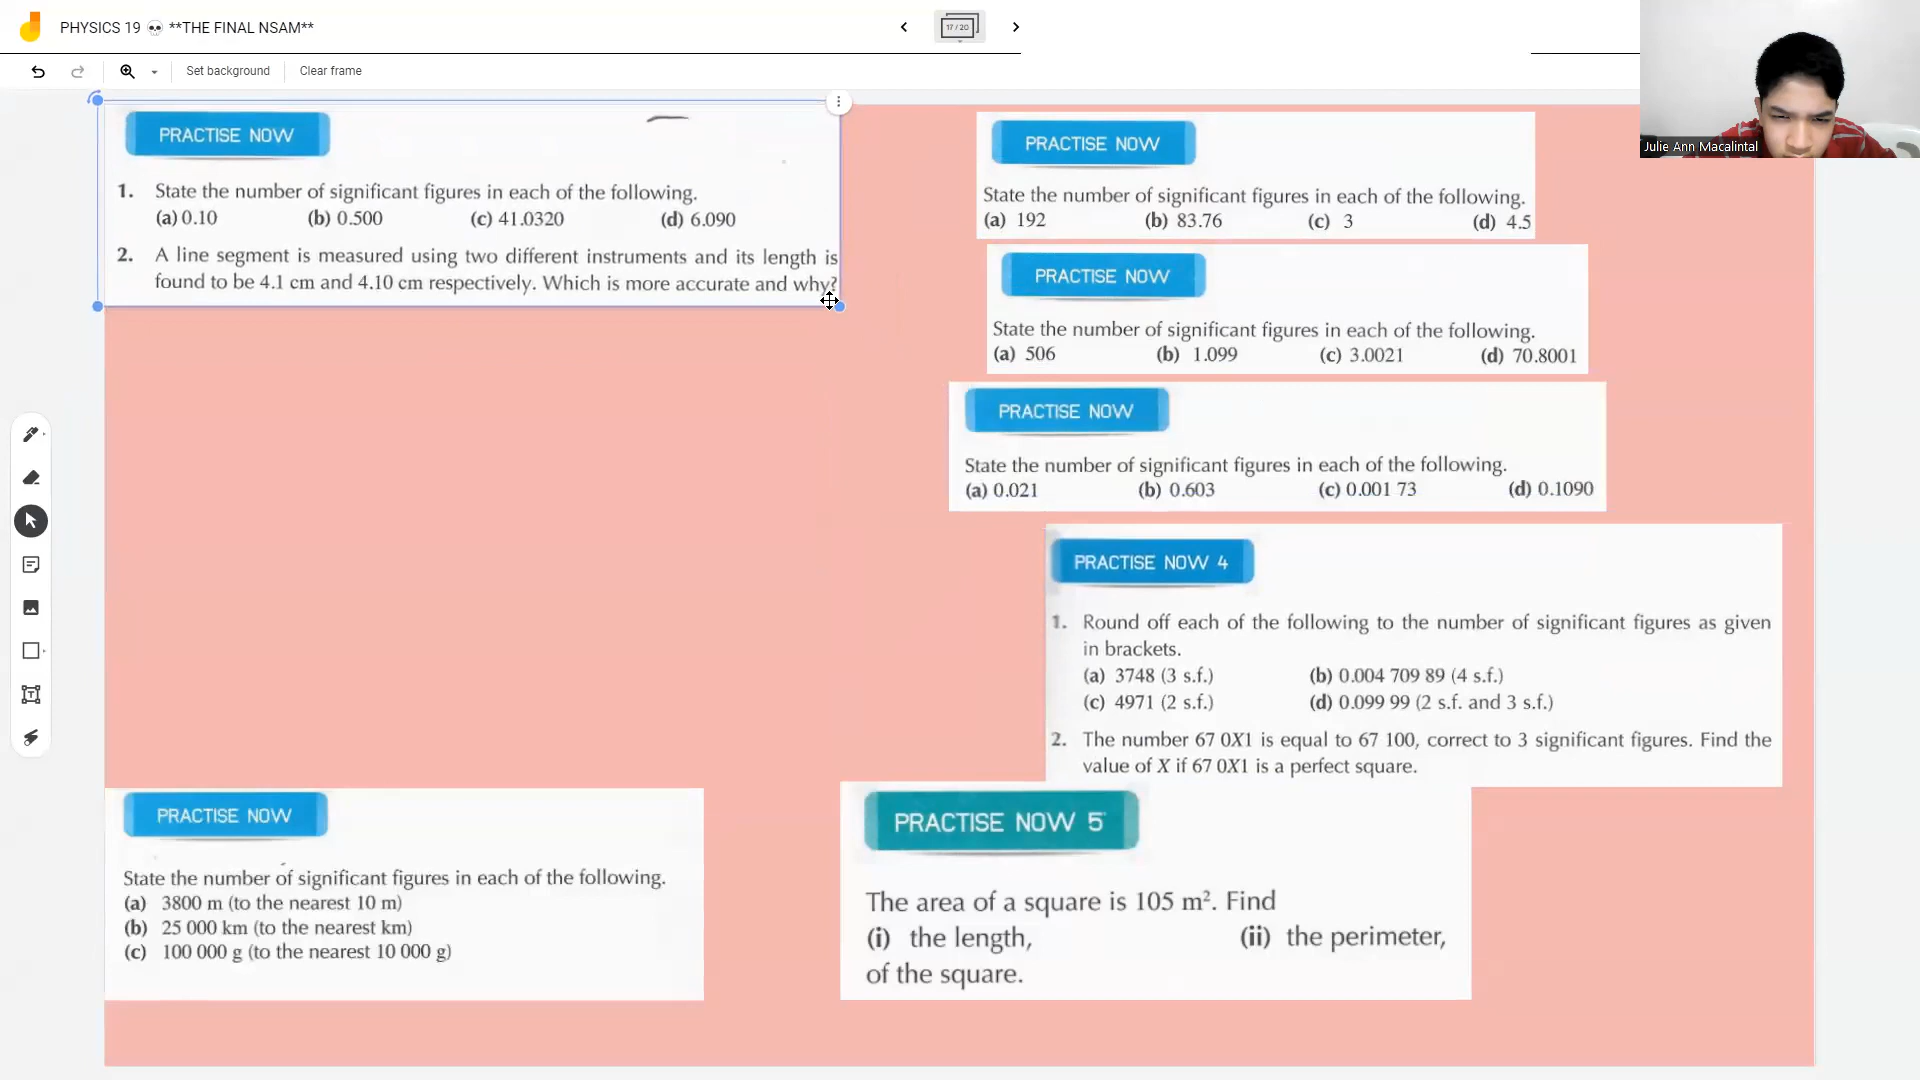 PHYSICS 19 💀 **THE FINAL NSAM**
17 / 20
Set background
Clear frame
Julie Ann Macalintal
PRACTISE NOW
1. State the number of significant figures in each of the following.
(a) 0.10 (b) 0.500 (c) 41.0320 (d) 6.090
2. A line segment is measured using two different instruments and its length is
found to be 4.1 cm and 4.10 cm respectively. Which is more accurate and why?
PRACTISE NOW
State the number of significant figures in each of the following.
(a) 192 (b) 83.76 (c) 3 (d) 4.5
PRACTISE NOW
State the number of significant figures in each of the following.
(a) 506 (b) 1.099 (c) 3.0021 (d) 70.8001
PRACTISE NOW
State the number of significant figures in each of the following.
(a) 0.021 (b) 0.603 (c) 0.001 73 (d) 0.1090
PRACTISE NOW 4
1. Round off each of the following to the number of significant figures as given
in brackets.
(a) 3748 (3 s.f.) (b) 0.004 709 89 (4 s.f.)
(c) 4971 (2 s.f.) (d) 0.099 99 (2 s.f. and 3 s.f.)
2. The number 67 0X1 is equal to 67 100, correct to 3 significant figures. Find the
value of X if 67 0X1 is a perfect square.
PRACTISE NOW
State the number of significant figures in each of the following.
(a) 3800 m (to the nearest 10 m)
(b) 25 000 km (to the nearest km)
(c) 100 000 g (to the nearest 10 000 g)
PRACTISE NOW 5
The area of a square is 105 m². Find
(i) the length, (ii) the perimeter,
of the square.